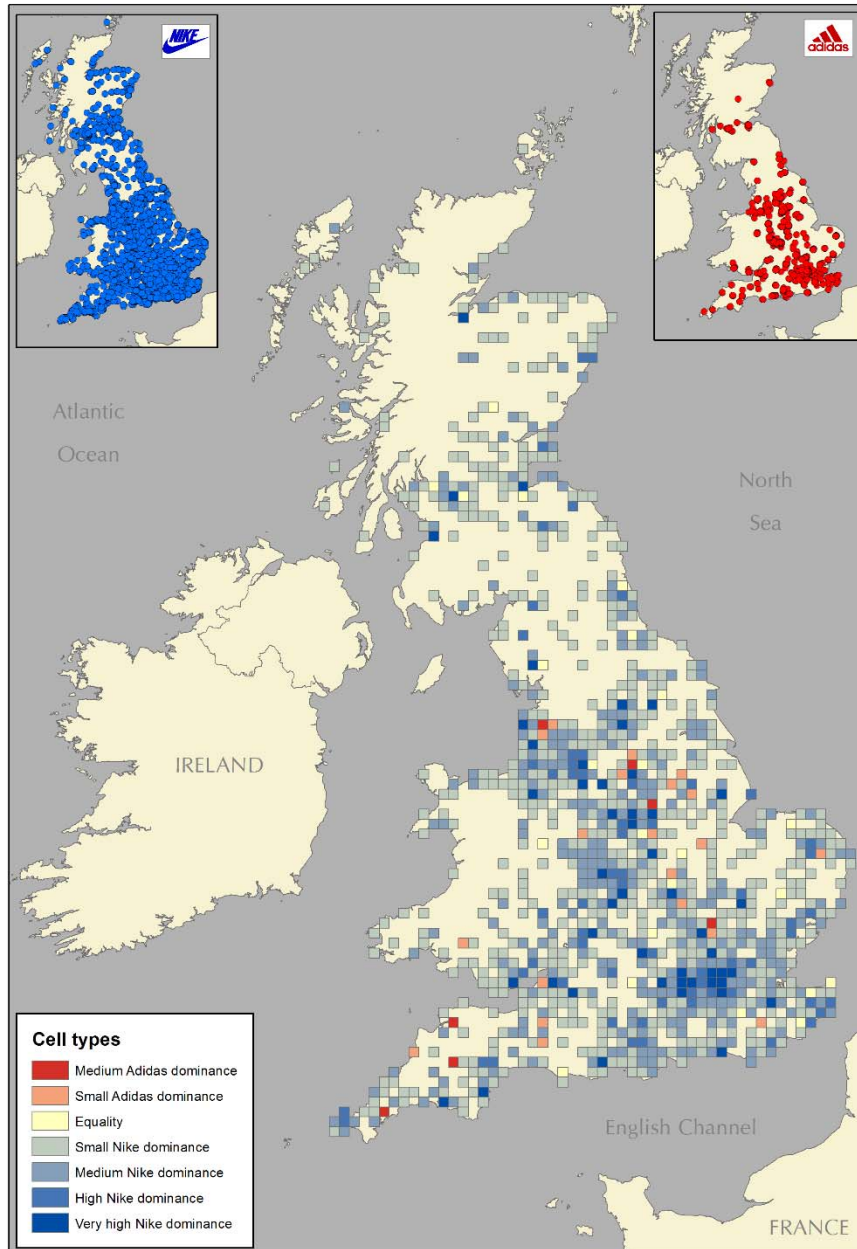 NIKE
adidas
Atlantic
Ocean
North
Sea
IRELAND
English Channel
FRANCE
Cell types
Medium Adidas dominance
Small Adidas dominance
Equality
Small Nike dominance
Medium Nike dominance
High Nike dominance
Very high Nike dominance